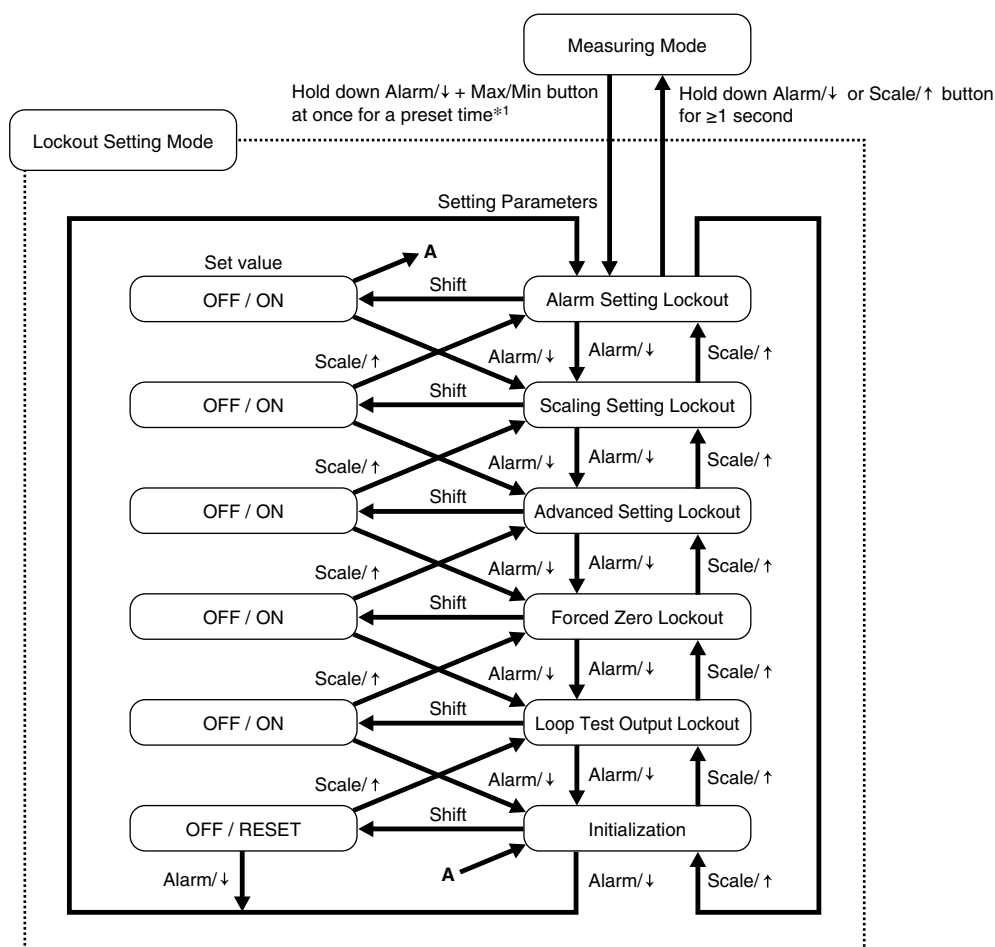 Measuring Mode
Hold down Alarm/↓ + Max/Min button
at once for a preset time*1
Hold down Alarm/↓ or Scale/↑ button
for ≥1 second
Lockout Setting Mode
Setting Parameters
A
Set value
OFF / ON
Shift
Alarm Setting Lockout
Scale/↑
Alarm/↓
Alarm/↓
Scale/↑
OFF / ON
Shift
Scaling Setting Lockout
Scale/↑
Alarm/↓
Alarm/↓
Scale/↑
OFF / ON
Shift
Advanced Setting Lockout
Scale/↑
Alarm/↓
Alarm/↓
Scale/↑
OFF / ON
Shift
Forced Zero Lockout
Scale/↑
Alarm/↓
Alarm/↓
Scale/↑
OFF / ON
Shift
Loop Test Output Lockout
Scale/↑
Alarm/↓
Alarm/↓
Scale/↑
OFF / RESET
Shift
Initialization
Alarm/↓
A
Alarm/↓
Scale/↑